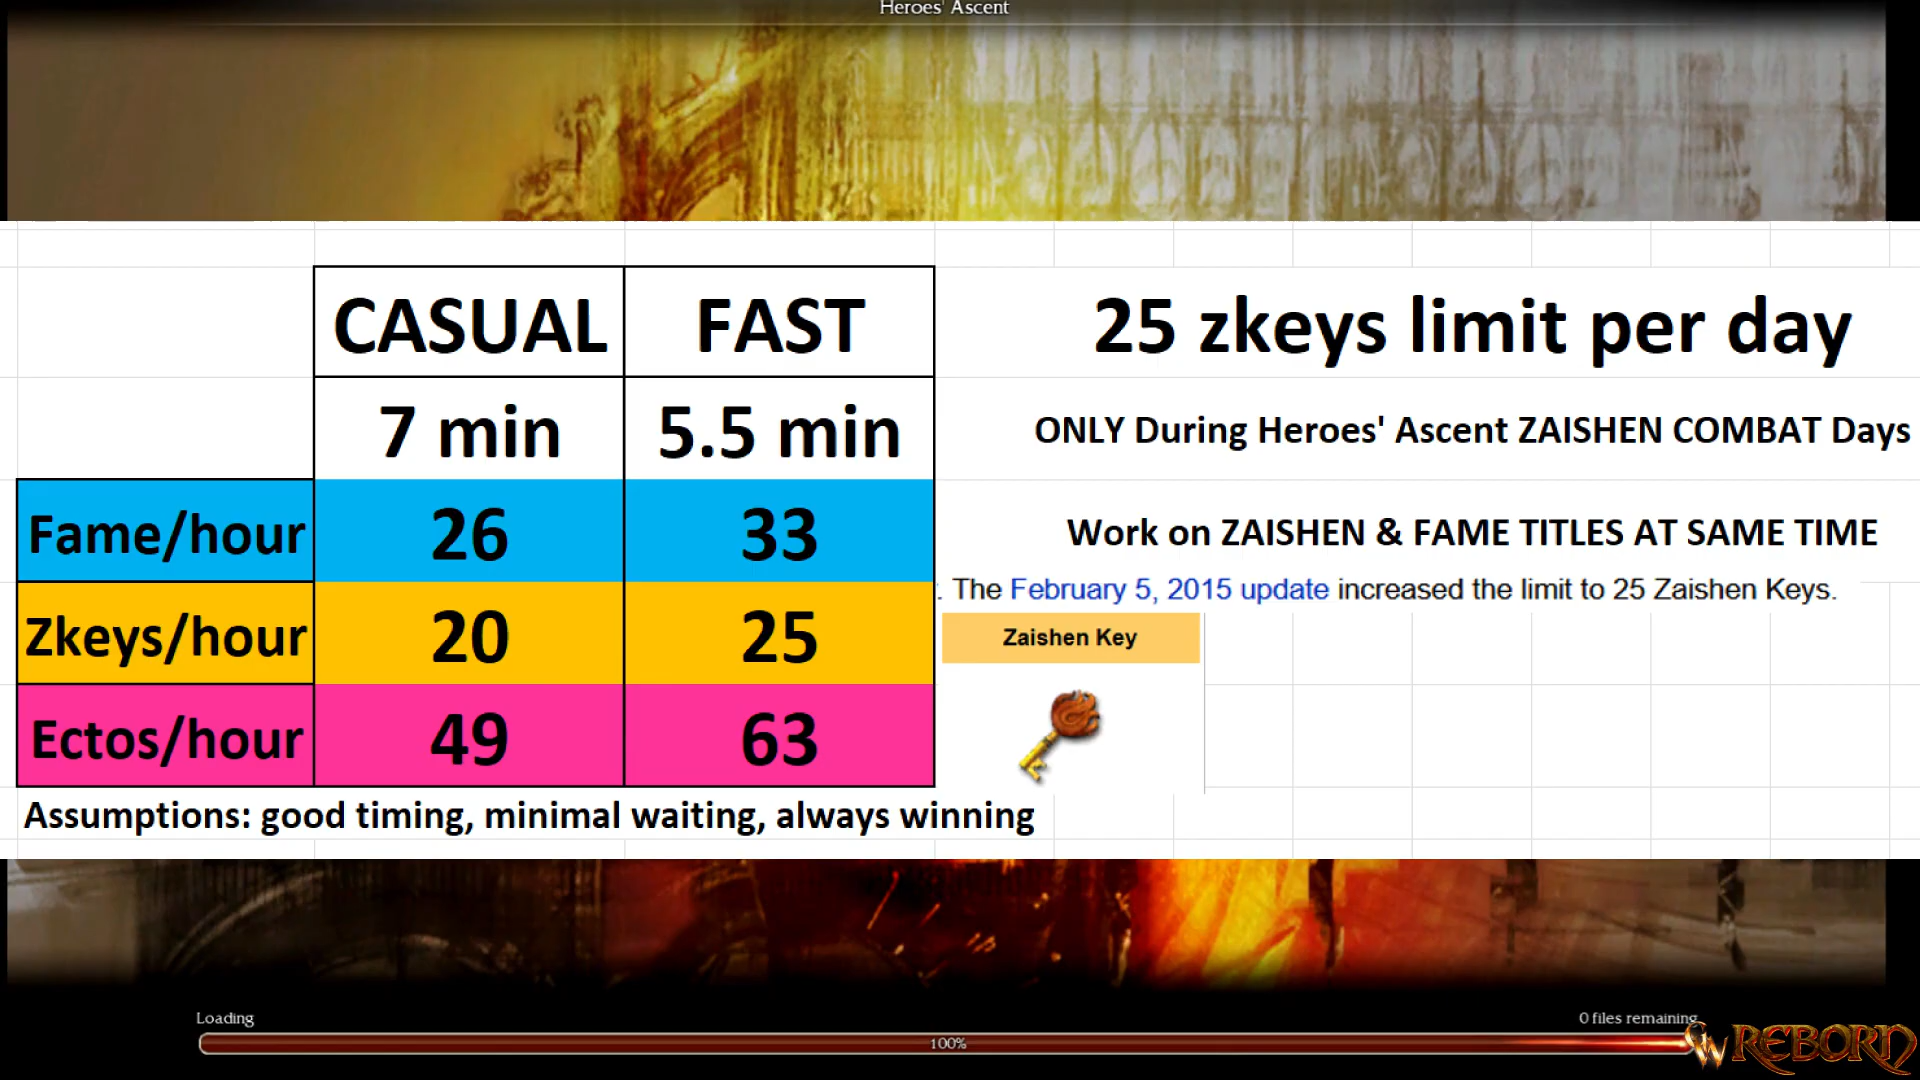 Heroes' Ascent
CASUAL FAST
25 zkeys limit per day
7 min 5.5 min
ONLY During Heroes' Ascent ZAISHEN COMBAT Days
Fame/hour 26 33
Work on ZAISHEN & FAME TITLES AT SAME TIME
. The February 5, 2015 update increased the limit to 25 Zaishen Keys.
Zkeys/hour 20 25
Zaishen Key
Ectos/hour 49 63
Assumptions: good timing, minimal waiting, always winning
Loading
0 files remaining
100%
GW REBORN